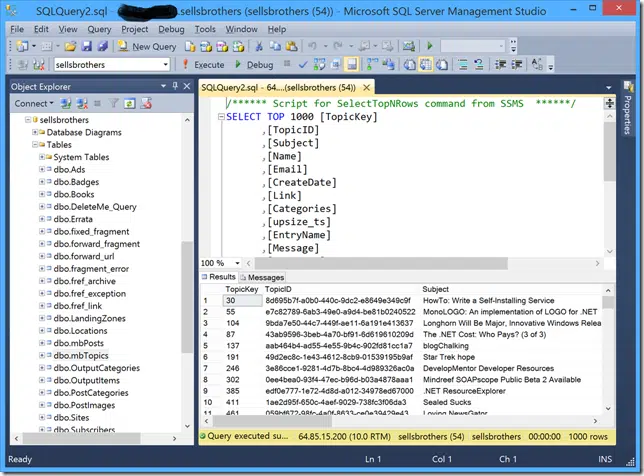 SQLQuery2.sql - .sellsbrothers (sellsbrothers (54)) - Microsoft SQL Server Management Studio
File Edit View Query Project Debug Tools Window Help
New Query
sellsbrothers Execute Debug
Object Explorer
Connect
sellsbrothers
Database Diagrams
Tables
System Tables
dbo.Ads
dbo.Badges
dbo.Books
dbo.DeleteMe_Query
dbo.Errata
dbo.fixed_fragment
dbo.forward_fragment
dbo.forward_url
dbo.fragment_error
dbo.fref_archive
dbo.fref_exception
dbo.fref_link
dbo.LandingZones
dbo.Locations
dbo.mbPosts
dbo.mbTopics
dbo.OutputCategories
dbo.OutputItems
dbo.PostCategories
dbo.PostImages
dbo.Sites
dbo.Subscribers
SQLQuery2.sql - 64....(sellsbrothers (54))
/****** Script for SelectTopNRows command from SSMS ******/
SELECT TOP 1000 [TopicKey]
,[TopicID]
,[Subject]
,[Name]
,[Email]
,[CreateDate]
,[Link]
,[Categories]
,[upsize_ts]
,[EntryName]
,[Message]
100 %
Results Messages
TopicKey TopicID Subject
1 30 8d695b7f-a0b0-440c-9dc2-e8649e349c9f HowTo: Write a Self-Installing Service
2 55 e7c82789-6ab3-49e0-a9d4-be81b0240522 MonoLOGO: An implementation of LOGO for .NET
3 104 9bda7e50-44c7-449f-ae11-6a191e413637 Longhorn Will Be Major, Innovative Windows Relea
4 87 43ab9596-3beb-4a70-bf91-6d619610209d The .NET Cost: Who Pays? (3 of 3)
5 137 aab464b4-ad55-4e55-9b4c-902fd81cc1a7 blogChalking
6 191 49d2ec8c-1e43-4612-8cb9-01539195b9af Star Trek hope
7 246 3e86cce1-9281-4d7b-8bc4-4d989326ac0a DevelopMentor Developer Resources
8 302 0ee4bea0-93f4-47ec-b96d-b03a4878aaa1 Mindreef SOAPscope Public Beta 2 Available
9 385 edf0e777-1e72-4d8d-a012-34978ed67000 .NET ResourceExplorer
10 411 1ae2d95f-650c-4aef-9029-738fc3f06da3 Sealed Sucks
11 461 059bf672-98fc-4a0f-8633-ce0e39429e43 Loving NewsGator
Query executed su... 64.85.15.200 (10.0 RTM) sellsbrothers (54) sellsbrothers 00:00:00 1000 rows
Ready Ln 1 Col 1 Ch 1 INS
Properties